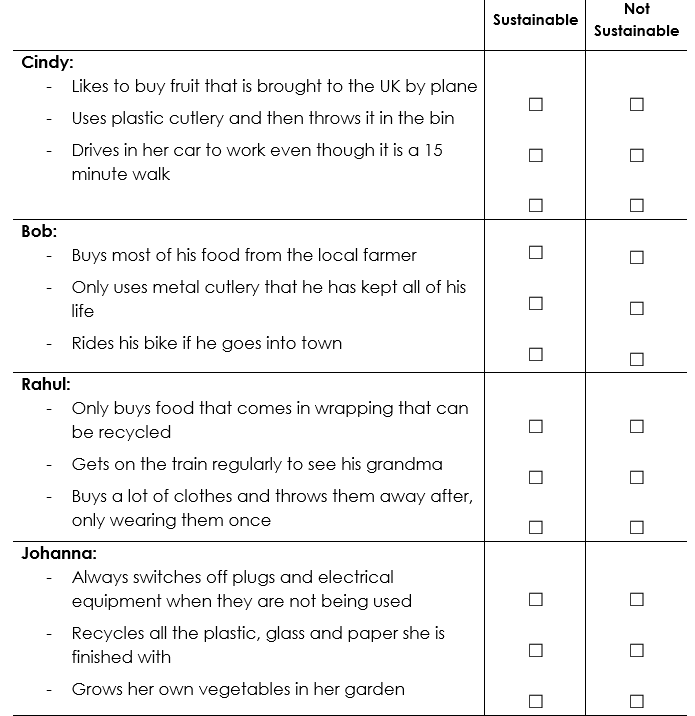 Sustainable
Not
Sustainable
Cindy:
- Likes to buy fruit that is brought to the UK by plane
- Uses plastic cutlery and then throws it in the bin
- Drives in her car to work even though it is a 15
minute walk
☐ ☐
☐ ☐
☐ ☐
Bob:
- Buys most of his food from the local farmer
- Only uses metal cutlery that he has kept all of his
life
- Rides his bike if he goes into town
☐ ☐
☐ ☐
☐ ☐
Rahul:
- Only buys food that comes in wrapping that can
be recycled
- Gets on the train regularly to see his grandma
- Buys a lot of clothes and throws them away after,
only wearing them once
☐ ☐
☐ ☐
☐ ☐
Johanna:
- Always switches off plugs and electrical
equipment when they are not being used
- Recycles all the plastic, glass and paper she is
finished with
- Grows her own vegetables in her garden
☐ ☐
☐ ☐
☐ ☐